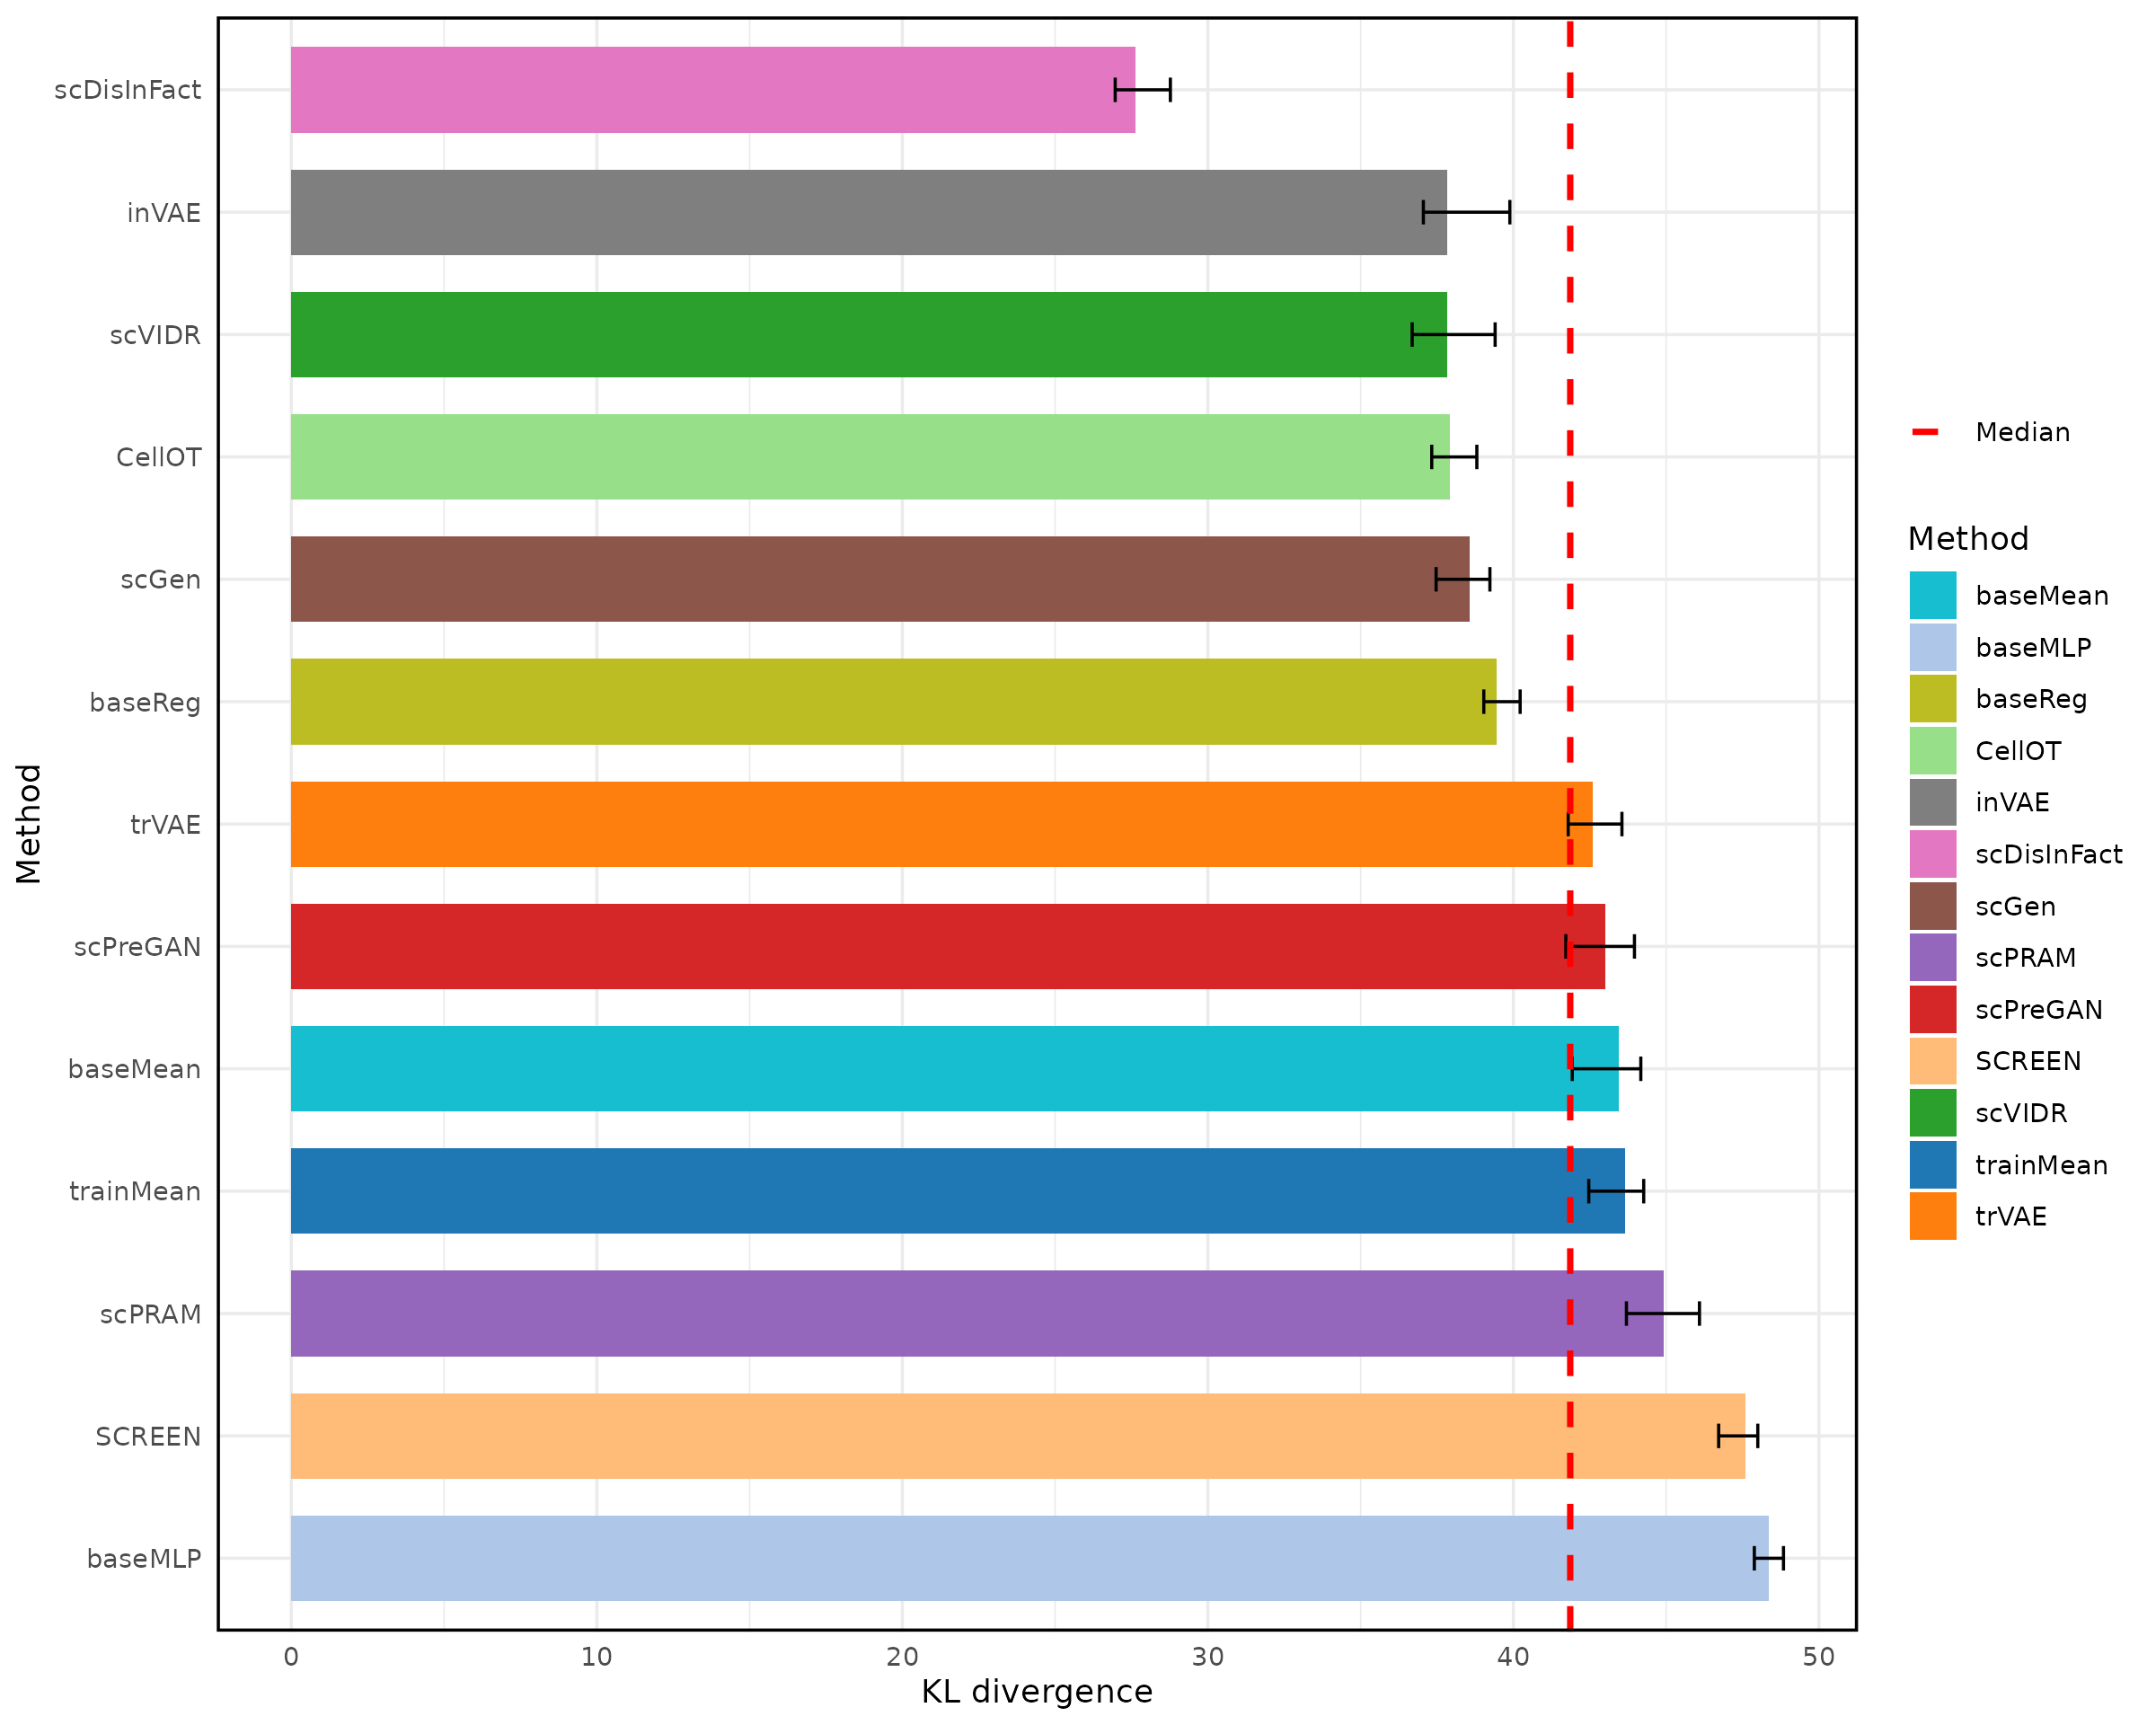 scDisInFact
inVAE
scVIDR
CellOT
scGen
baseReg
trVAE
scPreGAN
baseMean
trainMean
scPRAM
SCREEN
baseMLP
Method
0 10 20 30 40 50
KL divergence
Median
Method
baseMean
baseMLP
baseReg
CellOT
inVAE
scDisInFact
scGen
scPRAM
scPreGAN
SCREEN
scVIDR
trainMean
trVAE